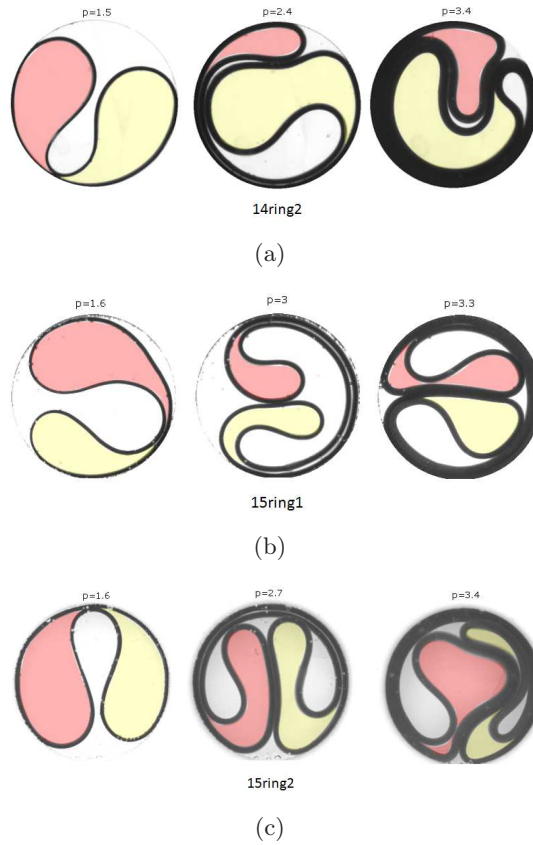 p=1.5 p=2.4 p=3.4
14ring2
(a)
p=1.6 p=3 p=3.3
15ring1
(b)
p=1.6 p=2.7 p=3.4
15ring2
(c)